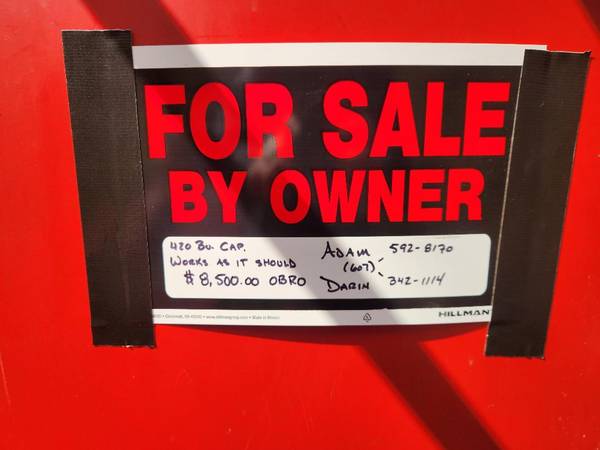 FOR SALE
BY OWNER
420 BU. CAP.
WORKS AS IT SHOULD
$8,500.00 OBRO
ADAM 592-8170
(607)
DARIN 342-1114
HILLMAN